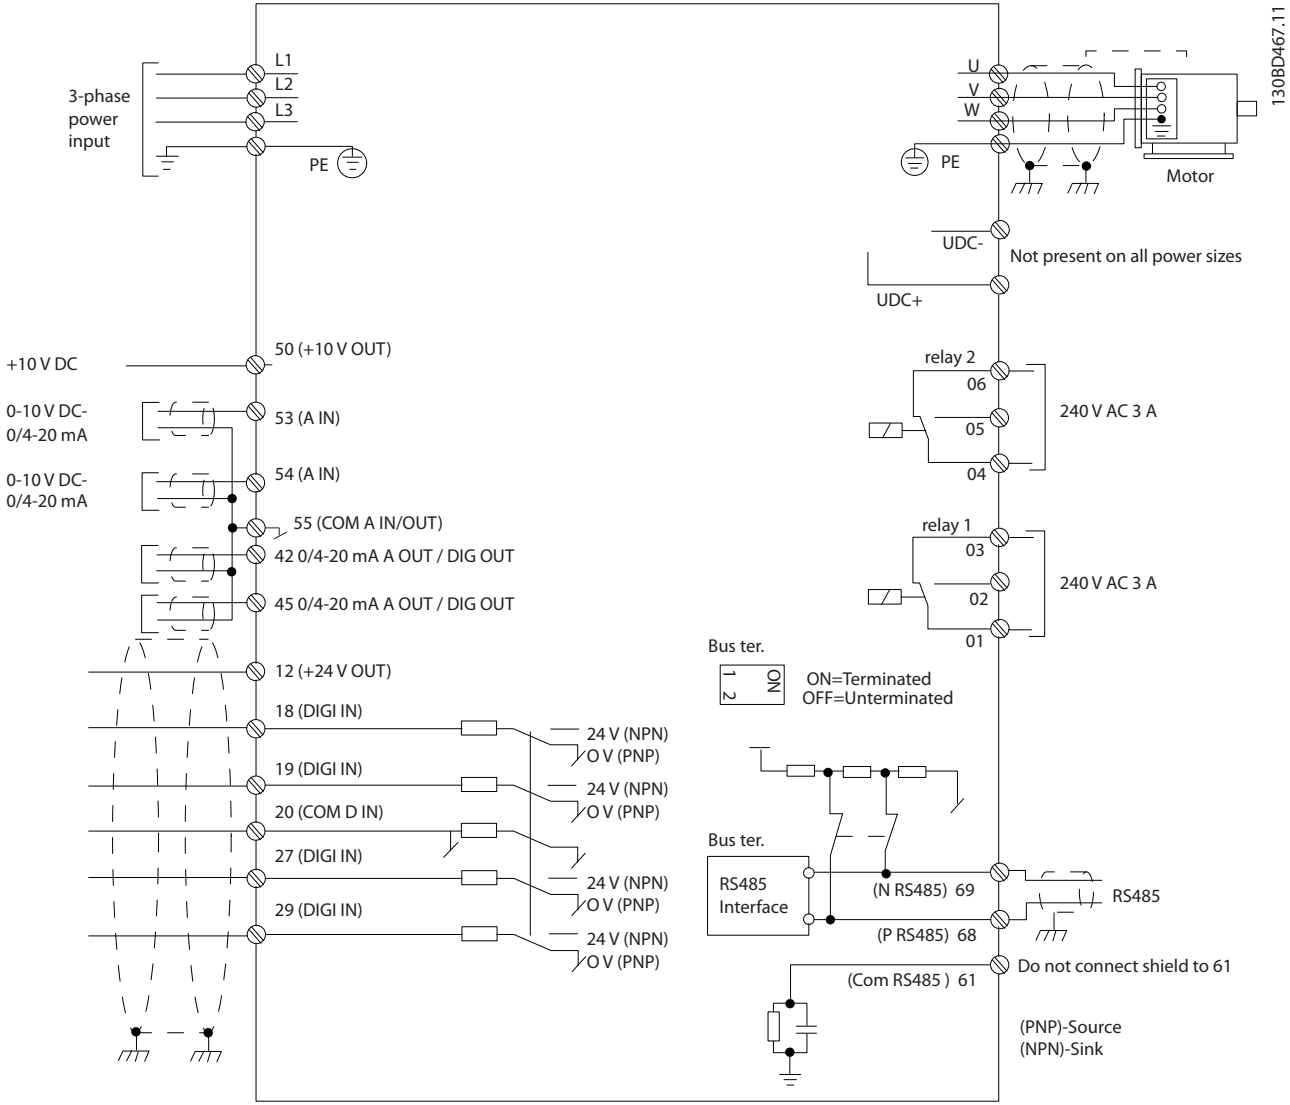 130BD467.11
L1
L2
L3
3-phase
power
input
PE
U
V
W
PE
Motor
UDC-
Not present on all power sizes
UDC+
+10 V DC
50 (+10 V OUT)
0-10 V DC-
0/4-20 mA
53 (A IN)
0-10 V DC-
0/4-20 mA
54 (A IN)
55 (COM A IN/OUT)
42 0/4-20 mA A OUT / DIG OUT
45 0/4-20 mA A OUT / DIG OUT
relay 2
06
05
04
240 V AC 3 A
relay 1
03
02
01
240 V AC 3 A
Bus ter.
1
2
ON
ON=Terminated
OFF=Unterminated
12 (+24 V OUT)
18 (DIGI IN)
24 V (NPN)
O V (PNP)
19 (DIGI IN)
24 V (NPN)
O V (PNP)
20 (COM D IN)
27 (DIGI IN)
24 V (NPN)
O V (PNP)
29 (DIGI IN)
24 V (NPN)
O V (PNP)
Bus ter.
RS485
Interface
(N RS485) 69
(P RS485) 68
RS485
(Com RS485 ) 61
Do not connect shield to 61
(PNP)-Source
(NPN)-Sink